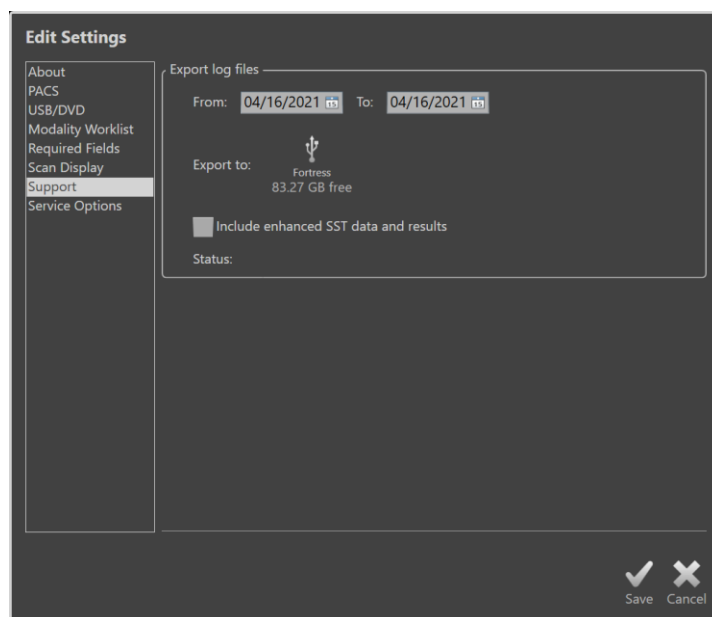 Edit Settings
About
PACS
USB/DVD
Modality Worklist
Required Fields
Scan Display
Support
Service Options
Export log files
From: 04/16/2021 15 To: 04/16/2021 15
Export to:
Fortress
83.27 GB free
Include enhanced SST data and results
Status:
Save Cancel